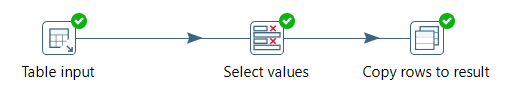 Table input
Select values
Copy rows to result